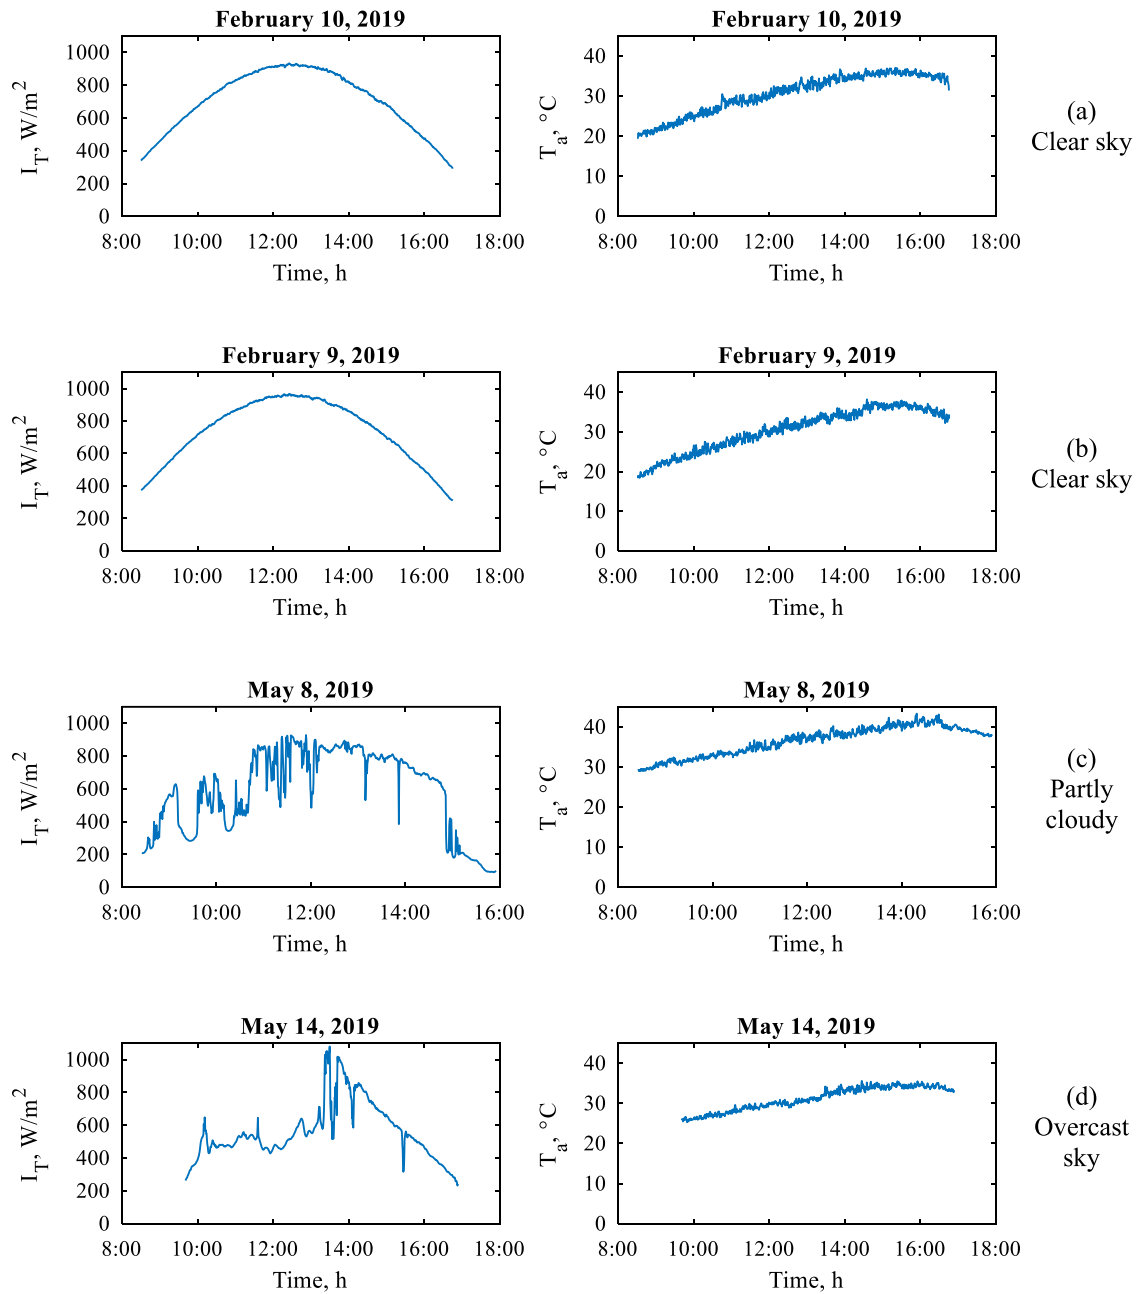 February 10, 2019
1000
800
600
400
200
0
I_T, W/m²
8:00 10:00 12:00 14:00 16:00 18:00
Time, h
February 10, 2019
40
30
20
10
0
T_a, °C
8:00 10:00 12:00 14:00 16:00 18:00
Time, h
(a)
Clear sky
February 9, 2019
1000
800
600
400
200
0
I_T, W/m²
8:00 10:00 12:00 14:00 16:00 18:00
Time, h
February 9, 2019
40
30
20
10
0
T_a, °C
8:00 10:00 12:00 14:00 16:00 18:00
Time, h
(b)
Clear sky
May 8, 2019
1000
800
600
400
200
0
I_T, W/m²
8:00 10:00 12:00 14:00 16:00
Time, h
May 8, 2019
40
30
20
10
0
T_a, °C
8:00 10:00 12:00 14:00 16:00
Time, h
(c)
Partly
cloudy
May 14, 2019
1000
800
600
400
200
0
I_T, W/m²
8:00 10:00 12:00 14:00 16:00 18:00
Time, h
May 14, 2019
40
30
20
10
0
T_a, °C
8:00 10:00 12:00 14:00 16:00 18:00
Time, h
(d)
Overcast
sky